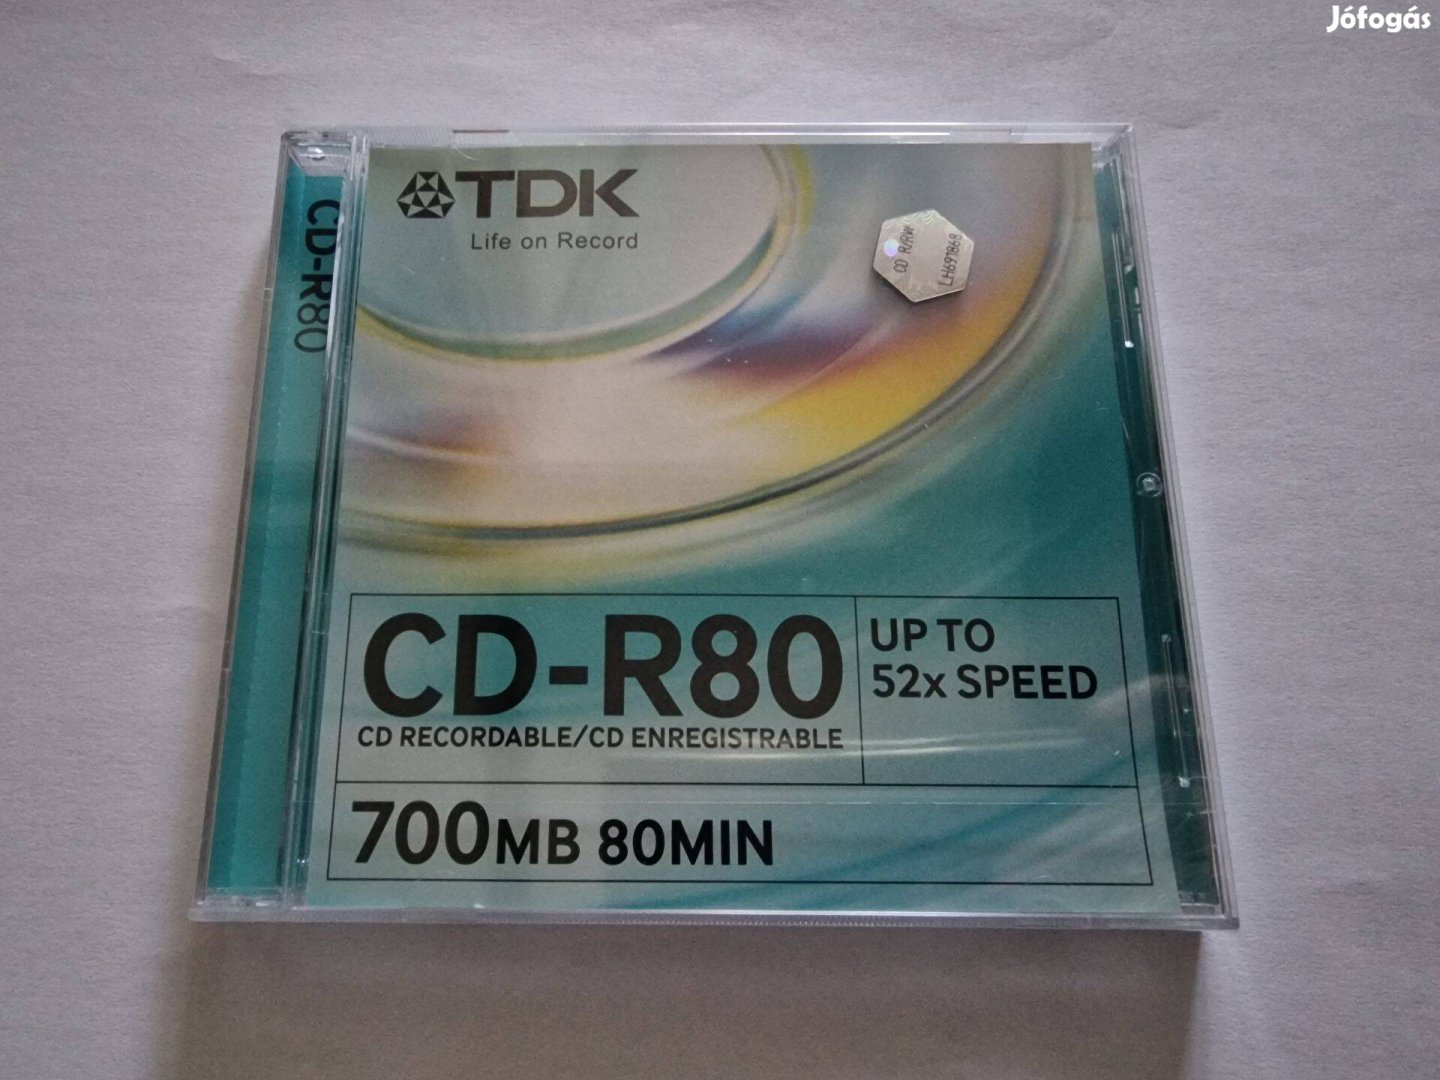 Jófogás
CD-R80
TDK
Life on Record
CD R/RW
LH691868
CD-R80
CD RECORDABLE/CD ENREGISTRABLE
UP TO
52x SPEED
700MB 80MIN